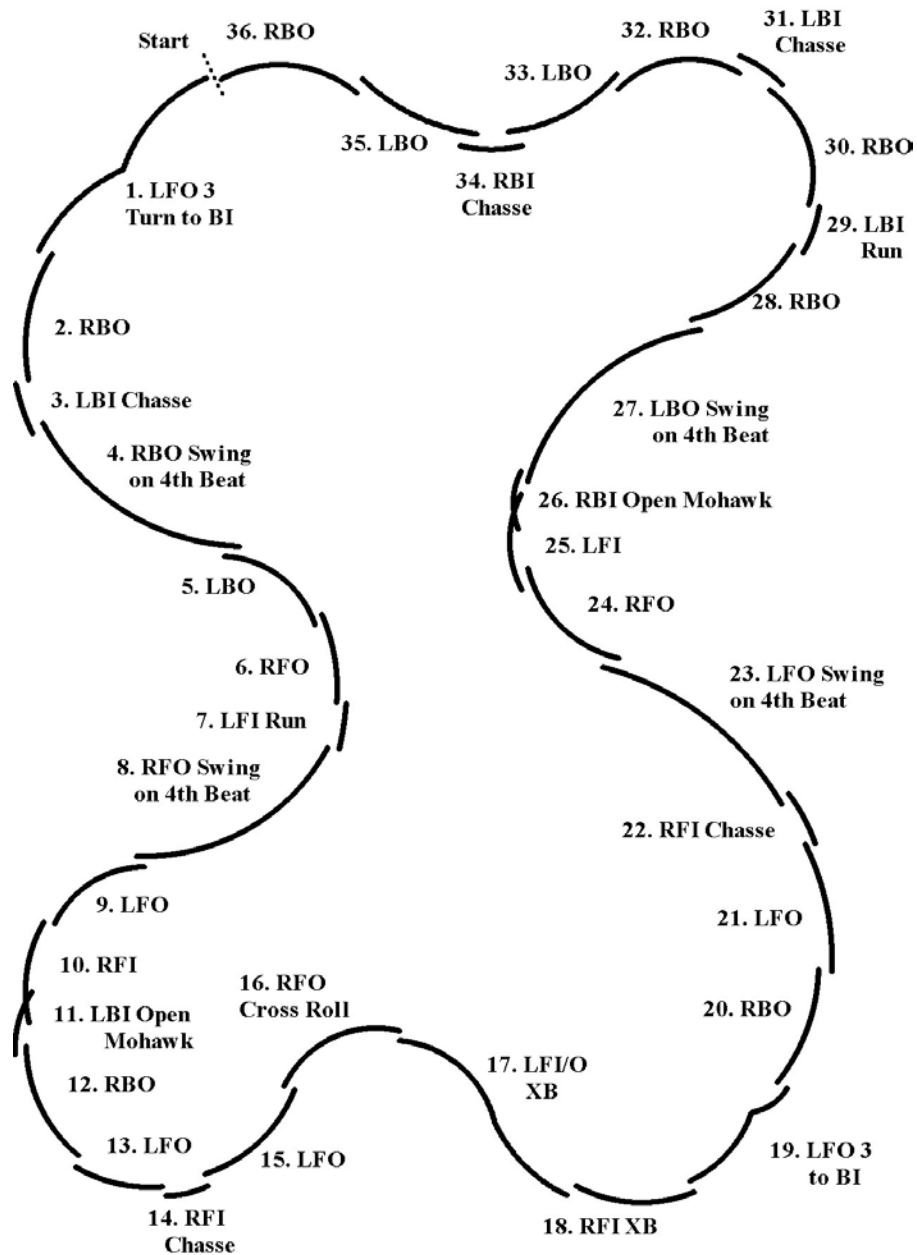 Start
1. LFO 3
Turn to BI
2. RBO
3. LBI Chasse
4. RBO Swing
on 4th Beat
5. LBO
6. RFO
7. LFI Run
8. RFO Swing
on 4th Beat
9. LFO
10. RFI
11. LBI Open
Mohawk
12. RBO
13. LFO
14. RFI
Chasse
15. LFO
16. RFO
Cross Roll
17. LFI/O
XB
18. RFI XB
19. LFO 3
to BI
20. RBO
21. LFO
22. RFI Chasse
23. LFO Swing
on 4th Beat
24. RFO
25. LFI
26. RBI Open Mohawk
27. LBO Swing
on 4th Beat
28. RBO
29. LBI
Run
30. RBO
31. LBI
Chasse
32. RBO
33. LBO
34. RBI
Chasse
35. LBO
36. RBO